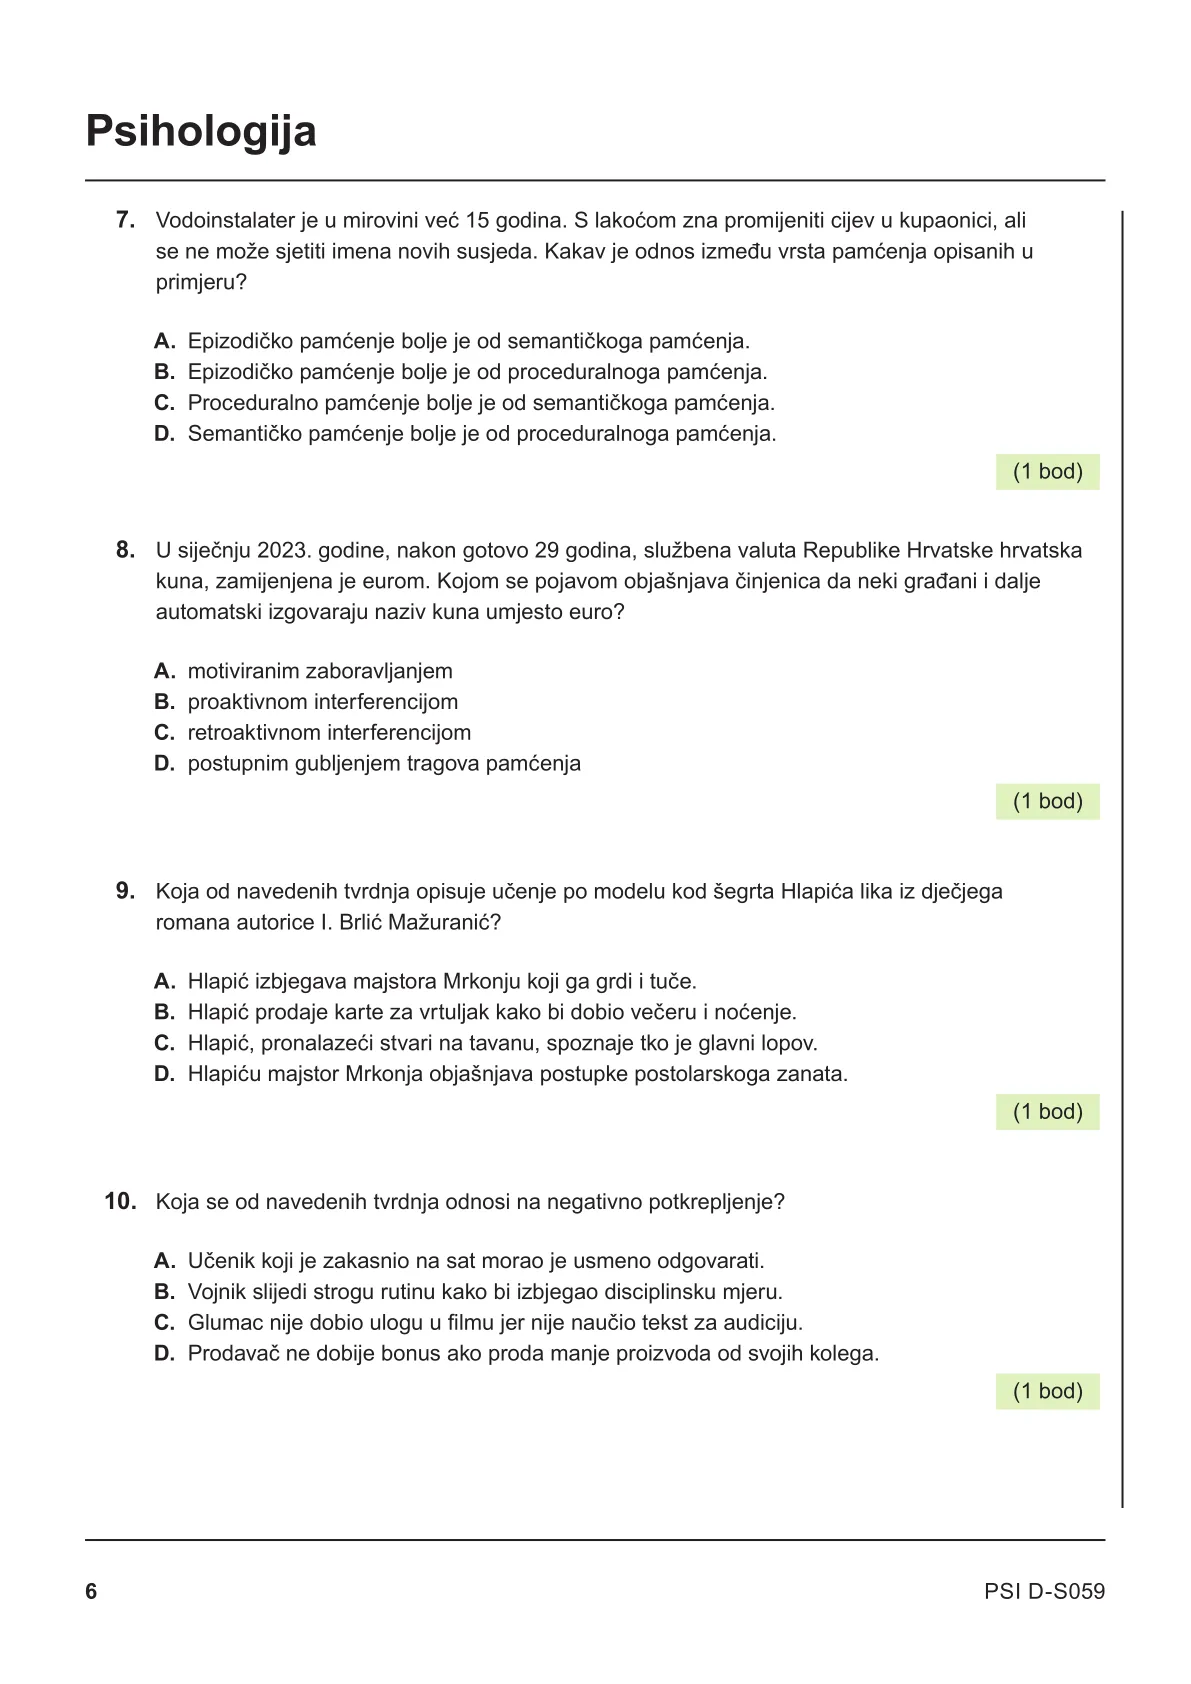 Psihologija
7. Vodoinstalater je u mirovini već 15 godina. S lakoćom zna promijeniti cijev u kupaonici, ali
se ne može sjetiti imena novih susjeda. Kakav je odnos između vrsta pamćenja opisanih u
primjeru?
A. Epizodičko pamćenje bolje je od semantičkoga pamćenja.
B. Epizodičko pamćenje bolje je od proceduralnoga pamćenja.
C. Proceduralno pamćenje bolje je od semantičkoga pamćenja.
D. Semantičko pamćenje bolje je od proceduralnoga pamćenja.
(1 bod)
8. U siječnju 2023. godine, nakon gotovo 29 godina, službena valuta Republike Hrvatske hrvatska
kuna, zamijenjena je eurom. Kojom se pojavom objašnjava činjenica da neki građani i dalje
automatski izgovaraju naziv kuna umjesto euro?
A. motiviranim zaboravljanjem
B. proaktivnom interferencijom
C. retroaktivnom interferencijom
D. postupnim gubljenjem tragova pamćenja
(1 bod)
9. Koja od navedenih tvrdnja opisuje učenje po modelu kod šegrta Hlapića lika iz dječjega
romana autorice I. Brlić Mažuranić?
A. Hlapić izbjegava majstora Mrkonju koji ga grdi i tuče.
B. Hlapić prodaje karte za vrtuljak kako bi dobio večeru i noćenje.
C. Hlapić, pronalazeći stvari na tavanu, spoznaje tko je glavni lopov.
D. Hlapiću majstor Mrkonja objašnjava postupke postolarskoga zanata.
(1 bod)
10. Koja se od navedenih tvrdnja odnosi na negativno potkrepljenje?
A. Učenik koji je zakasnio na sat morao je usmeno odgovarati.
B. Vojnik slijedi strogu rutinu kako bi izbjegao disciplinsku mjeru.
C. Glumac nije dobio ulogu u filmu jer nije naučio tekst za audiciju.
D. Prodavač ne dobije bonus ako proda manje proizvoda od svojih kolega.
(1 bod)
6
PSI D-S059